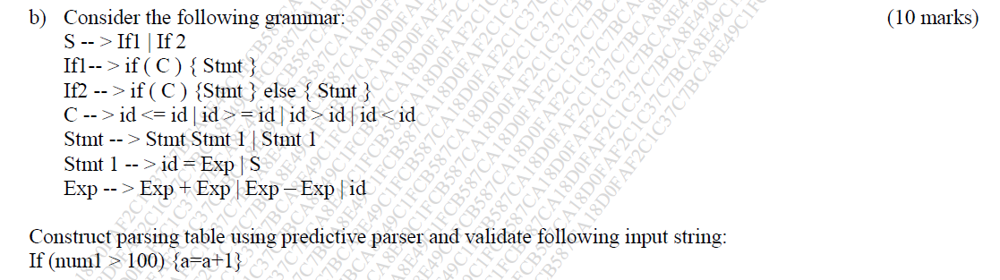 b) Consider the following grammar: (10 marks)
S -- > If1 | If 2
If1-- > if ( C ) { Stmt }
If2 -- > if ( C ) {Stmt } else { Stmt }
C -- > id <= id | id > = id | id > id | id < id
Stmt -- > Stmt Stmt 1 | Stmt 1
Stmt 1 -- > id = Exp | S
Exp -- > Exp + Exp | Exp – Exp | id
Construct parsing table using predictive parser and validate following input string:
If (num1 > 100) {a=a+1}